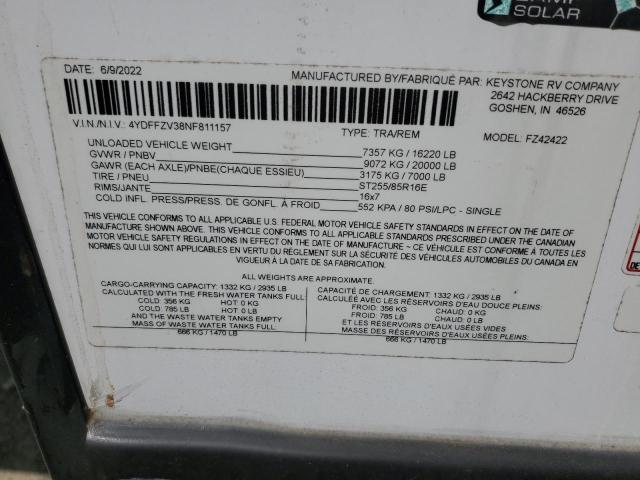 SOLAR
DATE: 6/9/2022
MANUFACTURED BY/FABRIQUÉ PAR: KEYSTONE RV COMPANY
2642 HACKBERRY DRIVE
GOSHEN, IN 46526
V.I.N./N.I.V.: 4YDFFZV38NF811157
TYPE: TRA/REM
MODEL: FZ42422
UNLOADED VEHICLE WEIGHT 7357 KG / 16220 LB
GVWR / PNBV 9072 KG / 20000 LB
GAWR (EACH AXLE)/PNBE(CHAQUE ESSIEU) 3175 KG / 7000 LB
TIRE / PNEU ST255/85R16E
RIMS/JANTE 16x7
COLD INFL. PRESS/PRESS. DE GONFL. À FROID 552 KPA / 80 PSI/LPC - SINGLE
THIS VEHICLE CONFORMS TO ALL APPLICABLE U.S. FEDERAL MOTOR VEHICLE SAFETY STANDARDS IN EFFECT ON THE DATE OF
MANUFACTURE SHOWN ABOVE. THIS VEHICLE CONFORMS TO ALL APPLICABLE STANDARDS PRESCRIBED UNDER THE CANADIAN
MOTOR VEHICLE SAFETY REGULATIONS IN EFFECT ON THE DATE OF MANUFACTURE ~ CE VÉHICULE EST CONFORME À TOUTES LES
NORMES QUI LUI SONT APPLICABLES EN VERTU DU RÈGLEMENT SUR LA SÉCURITÉ DES VÉHICULES AUTOMOBILES DU CANADA EN
VIGUEUR À LA DATE DE SA FABRICATION
ALL WEIGHTS ARE APPROXIMATE.
CARGO-CARRYING CAPACITY: 1332 KG / 2935 LB
CALCULATED WITH THE FRESH WATER TANKS FULL:
COLD: 356 KG HOT: 0 KG
COLD: 785 LB HOT: 0 LB
AND THE WASTE WATER TANKS EMPTY
MASS OF WASTE WATER TANKS FULL:
666 KG / 1470 LB
CAPACITÉ DE CHARGEMENT: 1332 KG / 2935 LB
CALCULÉE AVEC LES RÉSERVOIRS D'EAU DOUCE PLEINS:
FROID: 356 KG CHAUD: 0 KG
FROID: 785 LB CHAUD: 0 LB
ET LES RÉSERVOIRS D'EAUX USÉES VIDES
MASSE DES RÉSERVOIRS D'EAUX USÉES PLEINS:
666 KG / 1470 LB